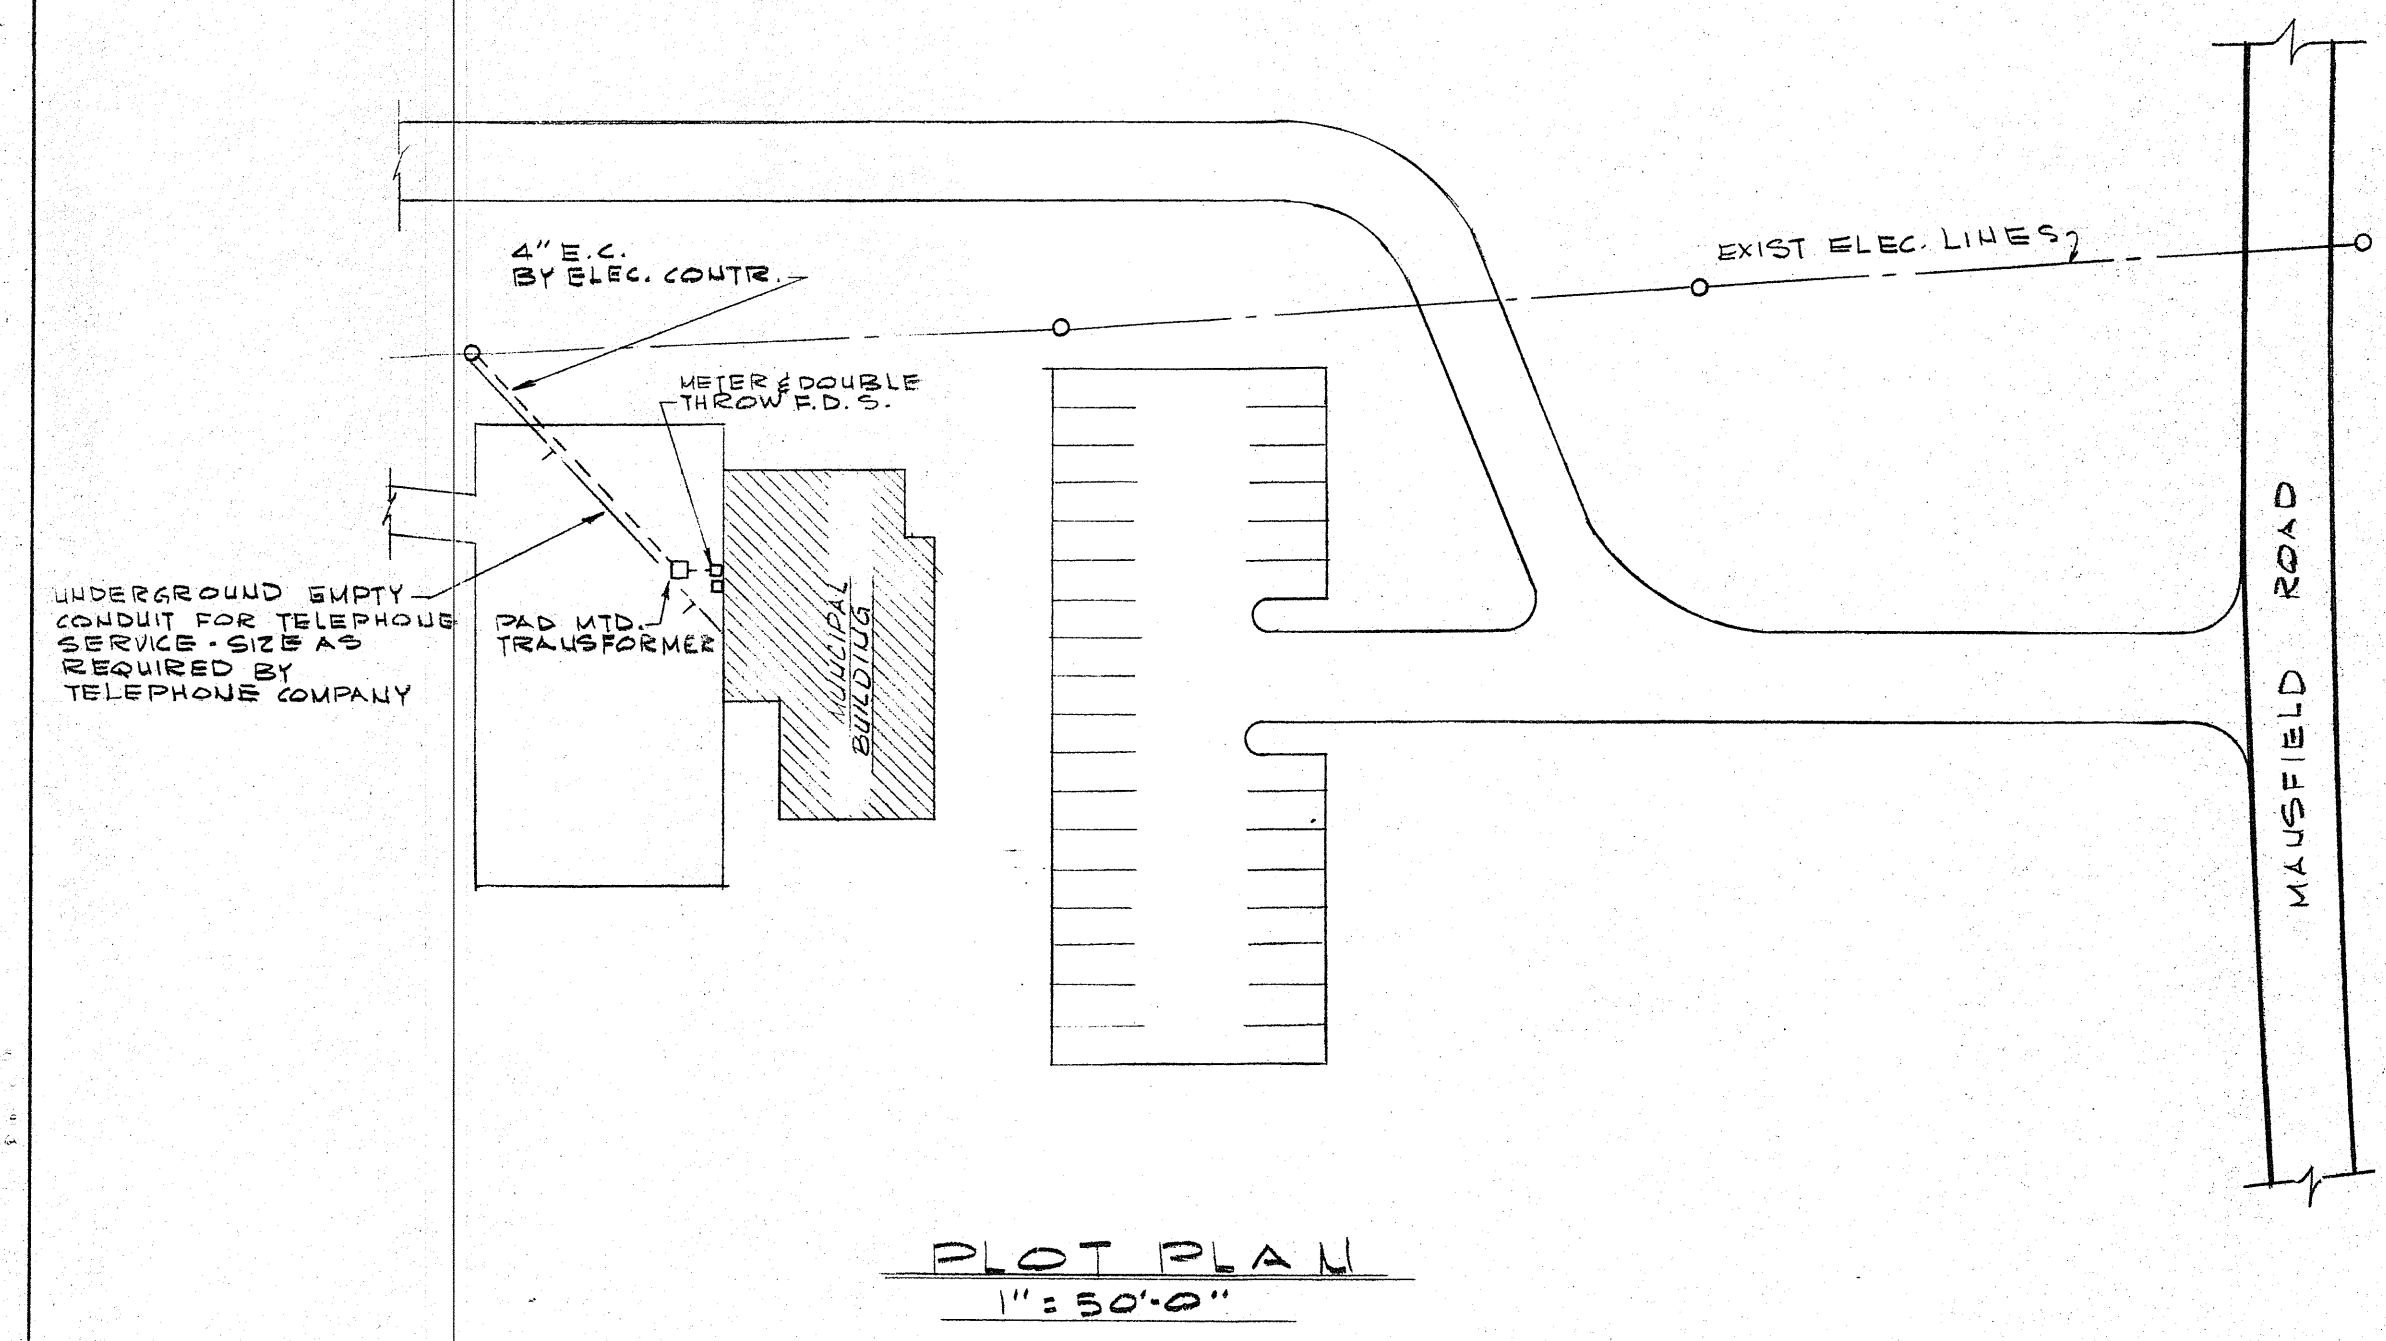 4" E.C.
BY ELEC. CONTR.
EXIST ELEC. LINES
METER & DOUBLE
THROW F.D.S.
UNDERGROUND EMPTY
CONDUIT FOR TELEPHONE
SERVICE - SIZE AS
REQUIRED BY
TELEPHONE COMPANY
PAD MTD.
TRANSFORMER
MUNCIPAL
BUILDING
MANSFIELD ROAD
PLOT PLAN
1" = 50'-0"